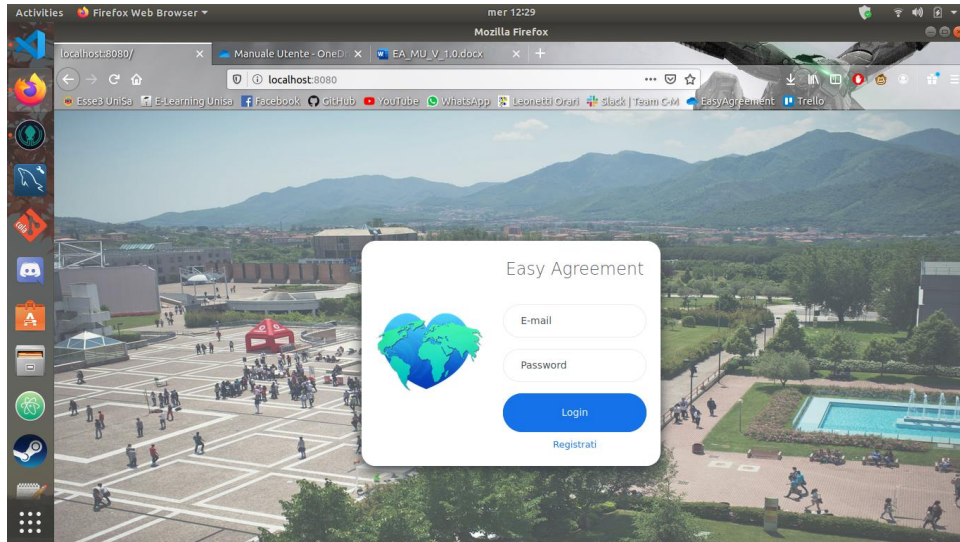 Activities Firefox Web Browser mer 12:29
Mozilla Firefox
localhost:8080/ Manuale Utente - OneDr EA_MU_V_1.0.docx
localhost:8080
Esse3 UniSa E-Learning Unisa Facebook GitHub YouTube WhatsApp Leonetti Orari Slack | Team C-M EasyAgreement Trello
Easy Agreement
E-mail
Password
Login
Registrati